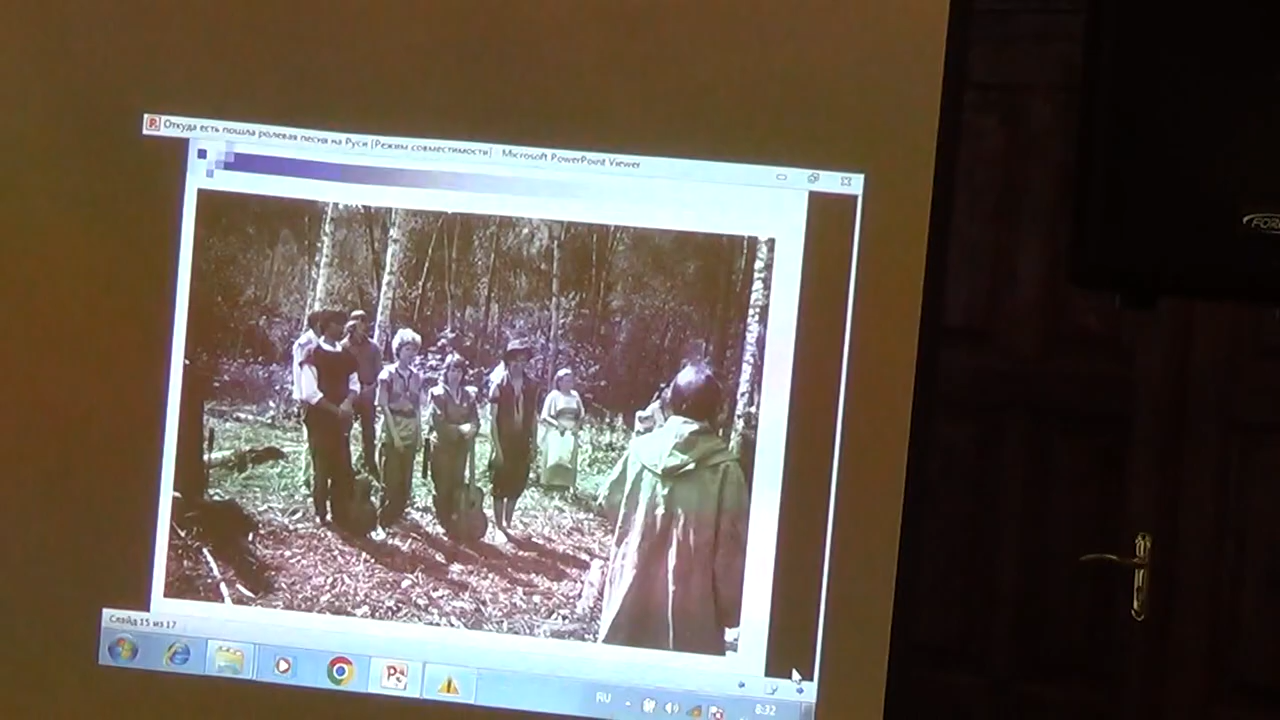 Откуда есть пошла ролевая песня на Руси [Режим совместимости] - Microsoft PowerPoint Viewer
Слайд 15 из 17
RU
8:32